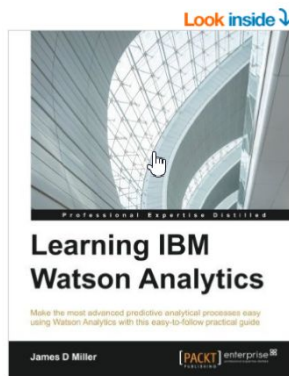 Look inside
Professional Expertise Distilled
Learning IBM
Watson Analytics
Make the most advanced predictive analytical processes easy
using Watson Analytics with this easy-to-follow practical guide
James D Miller
[PACKT] enterprise
PUBLISHING